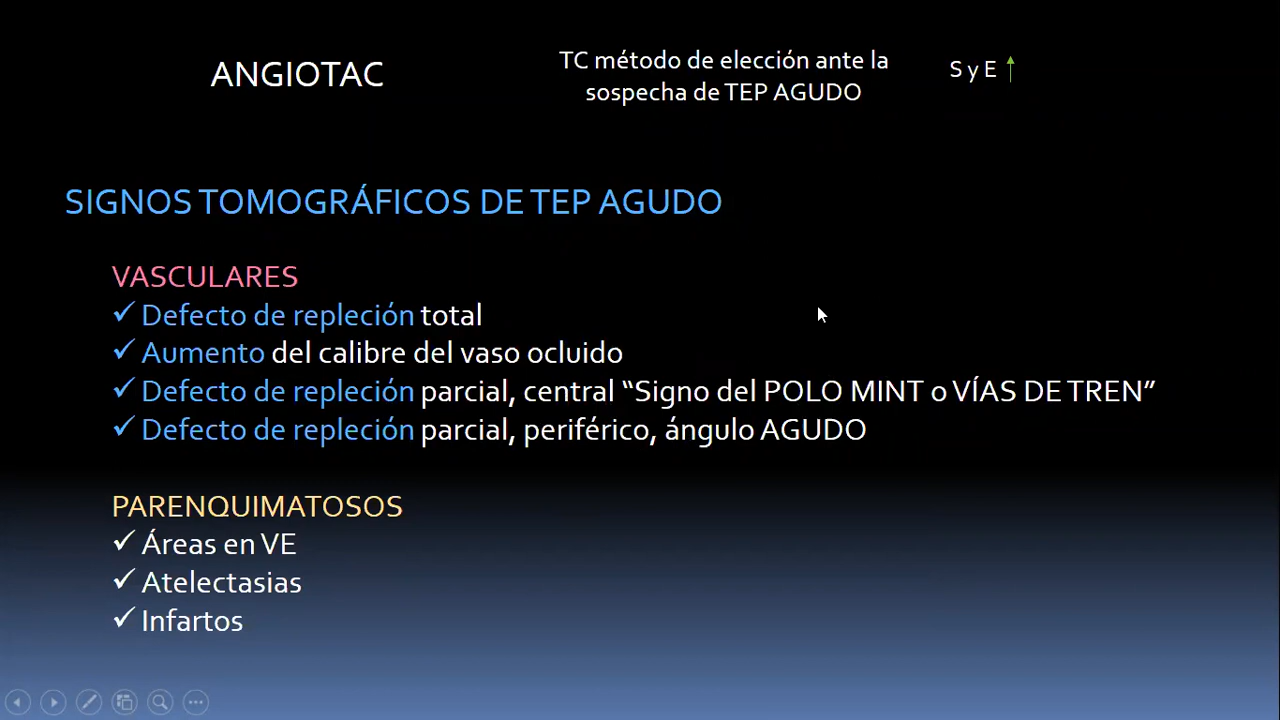 ANGIOTAC
TC método de elección ante la
sospecha de TEP AGUDO
S y E ↑
SIGNOS TOMOGRÁFICOS DE TEP AGUDO
VASCULARES
✓ Defecto de repleción total
✓ Aumento del calibre del vaso ocluido
✓ Defecto de repleción parcial, central “Signo del POLO MINT o VÍAS DE TREN”
✓ Defecto de repleción parcial, periférico, ángulo AGUDO
PARENQUIMATOSOS
✓ Áreas en VE
✓ Atelectasias
✓ Infartos